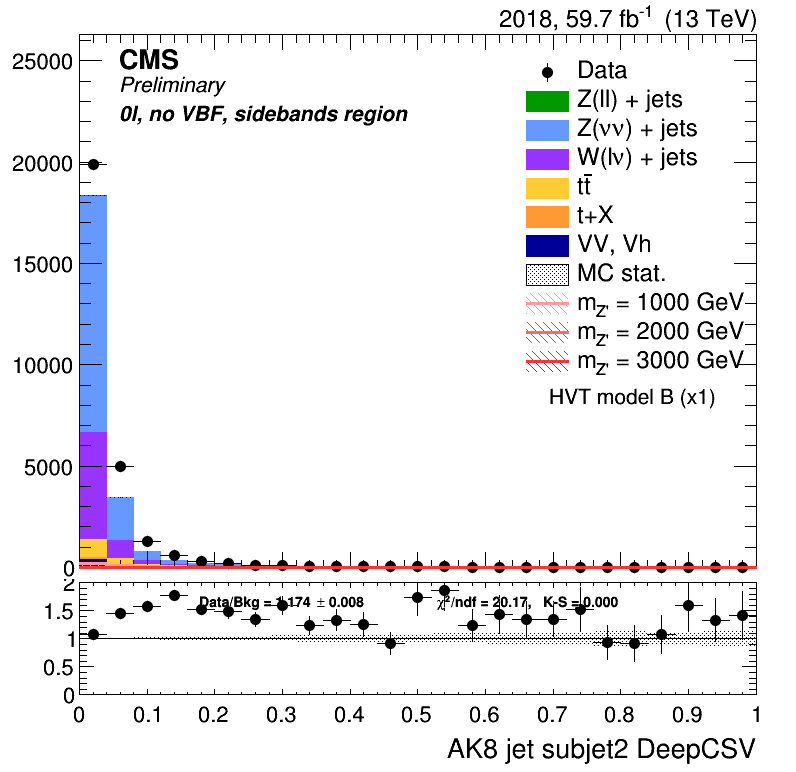 2018, 59.7 fb⁻¹ (13 TeV)
CMS
Preliminary
0l, no VBF, sidebands region
Data
Z(ll) + jets
Z(νν) + jets
W(lν) + jets
tt̄
t+X
VV, Vh
MC stat.
m_Z' = 1000 GeV
m_Z' = 2000 GeV
m_Z' = 3000 GeV
HVT model B (x1)
25000
20000
15000
10000
5000
0
Data/Bkg = 1.174 ± 0.008 χ²/ndf = 20.17, K-S = 0.000
2
1.5
1
0.5
0
0 0.1 0.2 0.3 0.4 0.5 0.6 0.7 0.8 0.9 1
AK8 jet subjet2 DeepCSV